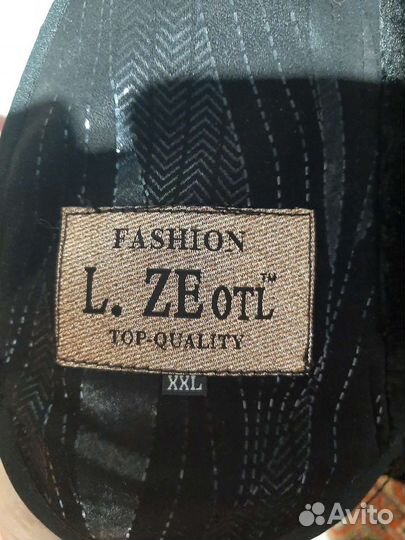 FASHION
L. ZE OTL™
TOP-QUALITY
XXL
Avito